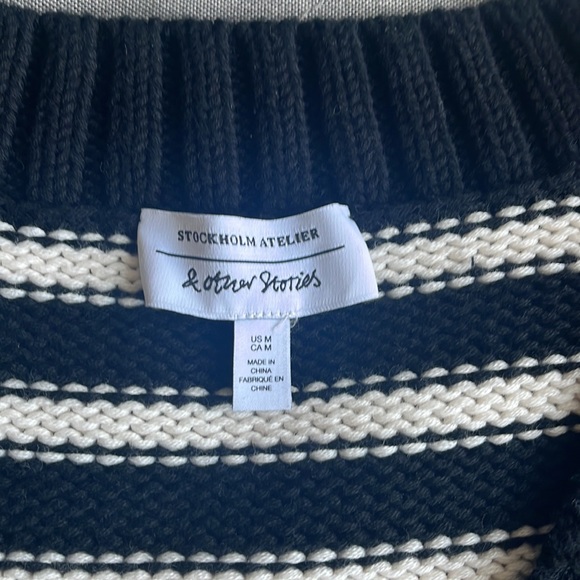 STOCKHOLM ATELIER
& other Stories
US M
CA M
MADE IN
CHINA
FABRIQUÉ EN
CHINE